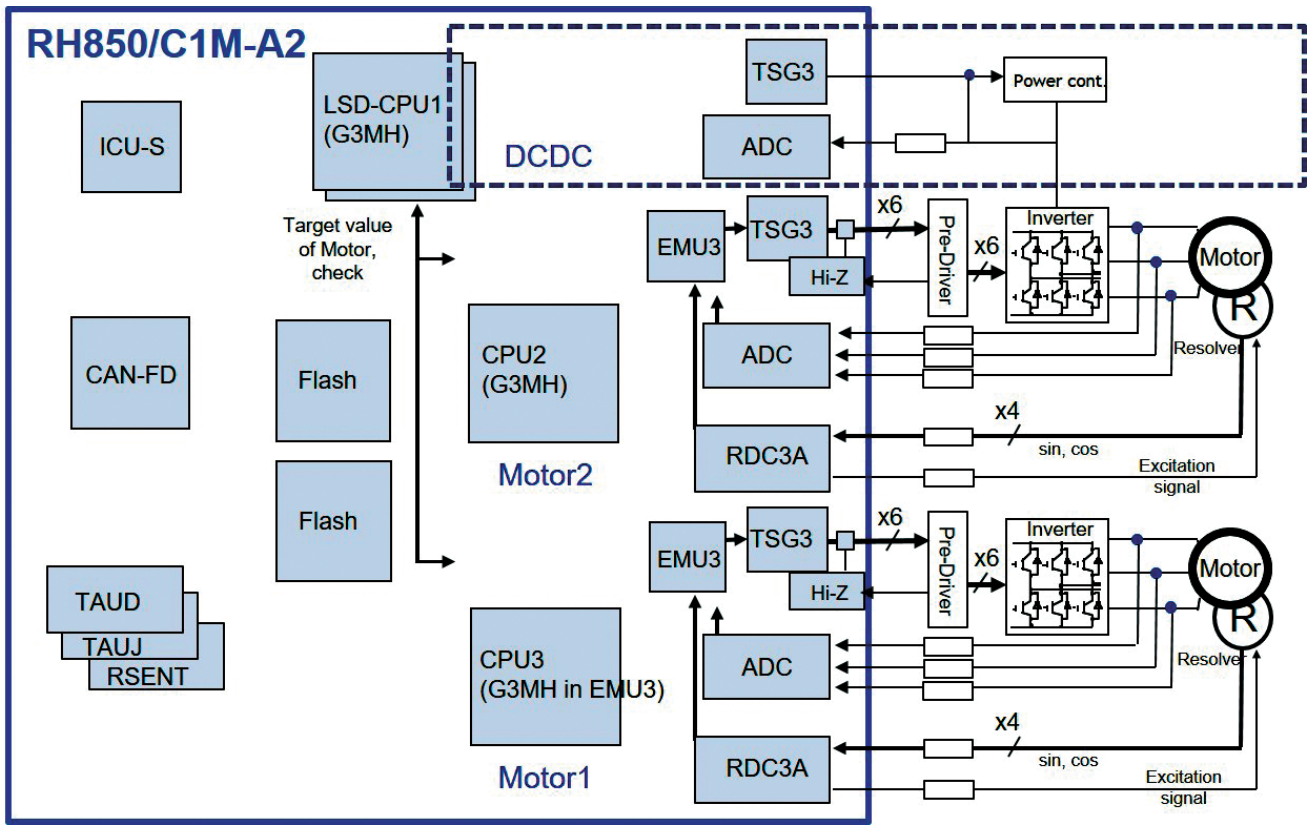 RH850/C1M-A2
ICU-S
LSD-CPU1
(G3MH)
TSG3
Power cont.
ADC
DCDC
Target value
of Motor,
check
EMU3
TSG3
Hi-Z
x6
Pre-Driver
x6
Inverter
Motor
R
Resolver
CAN-FD
Flash
CPU2
(G3MH)
ADC
RDC3A
x4
sin, cos
Excitation
signal
Motor2
Flash
EMU3
TSG3
Hi-Z
x6
Pre-Driver
x6
Inverter
Motor
R
Resolver
TAUD
TAUJ
RSENT
CPU3
(G3MH in EMU3)
ADC
RDC3A
x4
sin, cos
Excitation
signal
Motor1